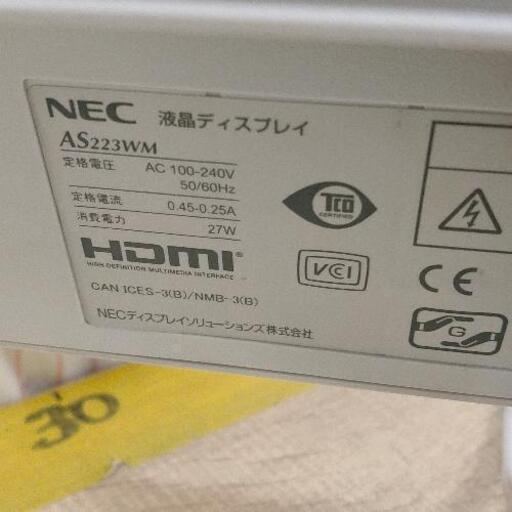 NEC 液晶ディスプレイ
AS223WM
定格電圧 AC 100-240V
50/60Hz
定格電流 0.45-0.25A
消費電力 27W
TCO
CERTIFIED
HDMI
HIGH-DEFINITION MULTIMEDIA INTERFACE
VCCI
CE
G
CAN ICES-3(B)/NMB-3(B)
NECディスプレイソリューションズ株式会社
30